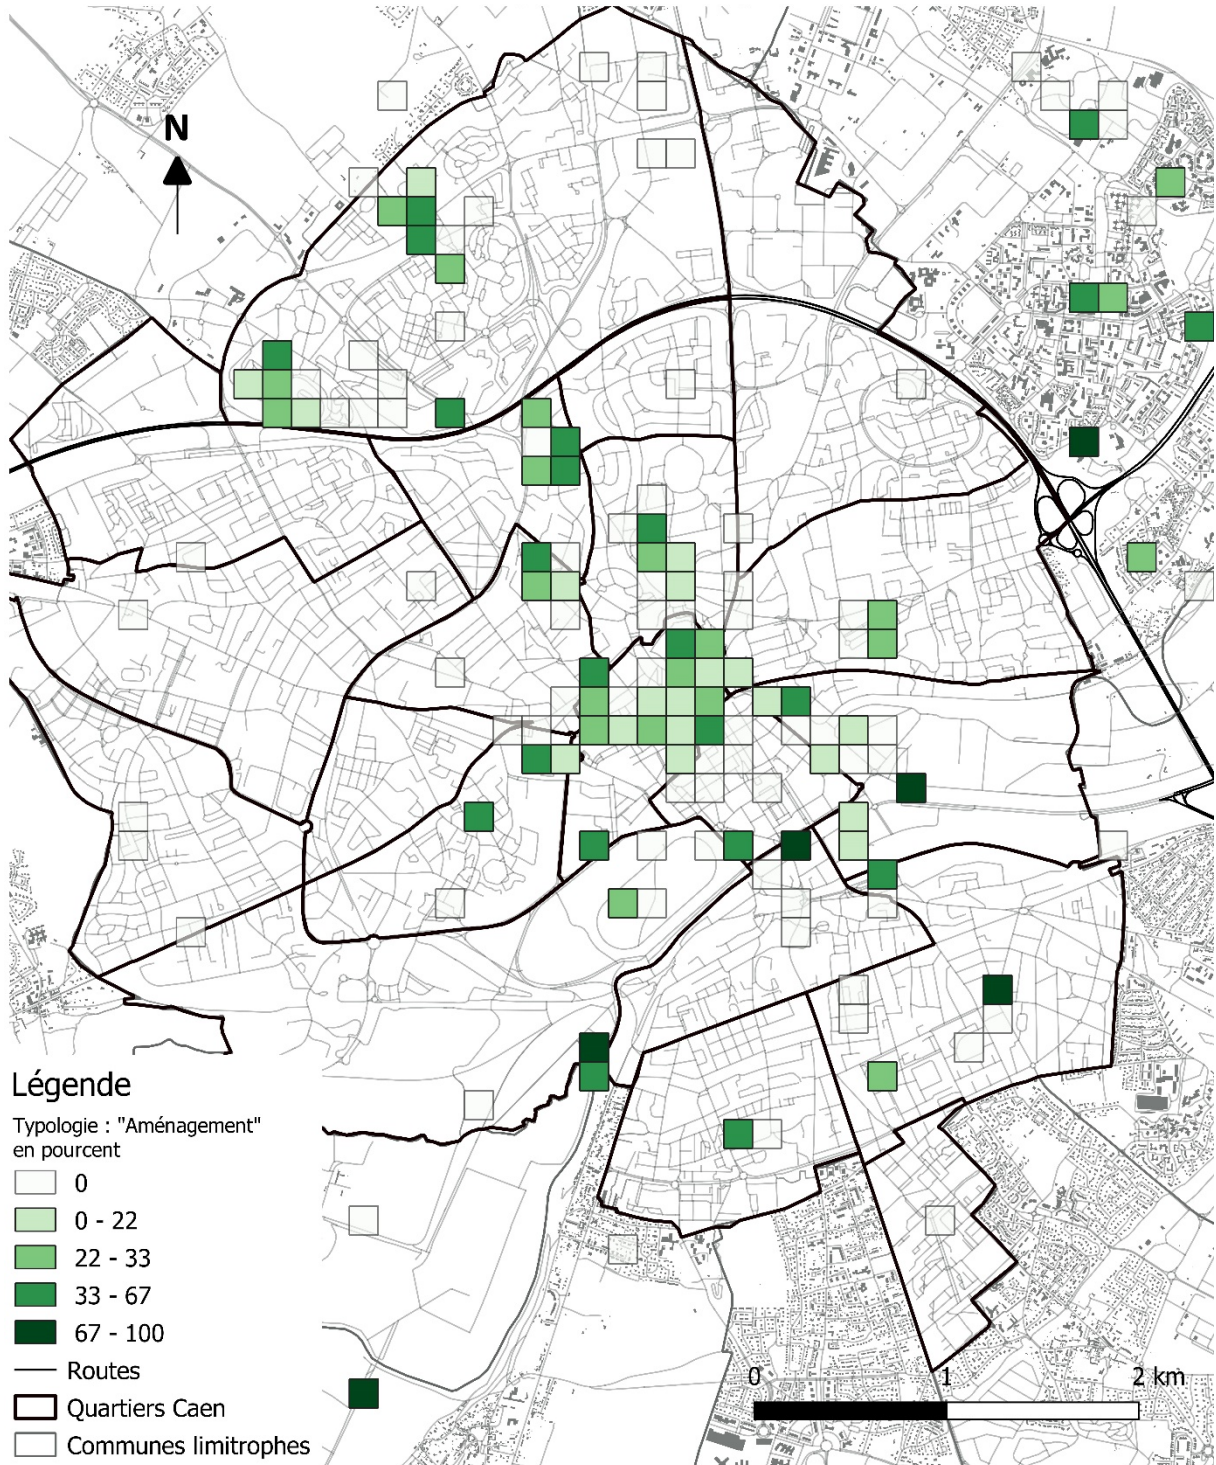 N
Légende
Typologie : "Aménagement"
en pourcent
0
0 - 22
22 - 33
33 - 67
67 - 100
Routes
Quartiers Caen
Communes limitrophes
0 1 2 km